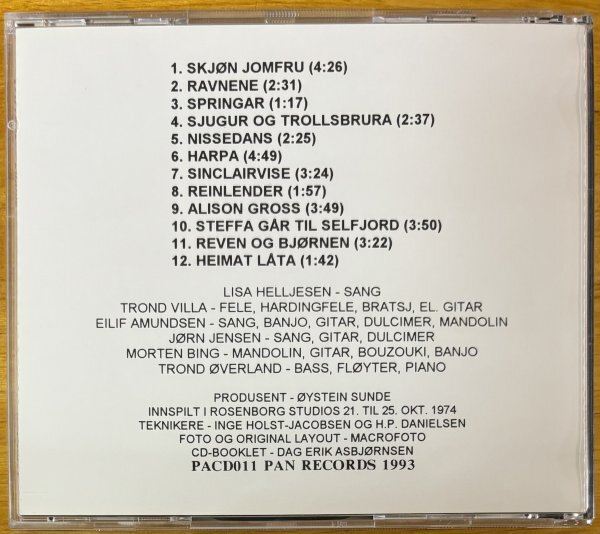 1. SKJØN JOMFRU (4:26)
2. RAVNENE (2:31)
3. SPRINGAR (1:17)
4. SJUGUR OG TROLLSBRURA (2:37)
5. NISSEDANS (2:25)
6. HARPA (4:49)
7. SINCLAIRVISE (3:24)
8. REINLENDER (1:57)
9. ALISON GROSS (3:49)
10. STEFFA GÅR TIL SELFJORD (3:50)
11. REVEN OG BJØRNEN (3:22)
12. HEIMAT LÅTA (1:42)
LISA HELLJESEN - SANG
TROND VILLA - FELE, HARDINGFELE, BRATSJ, EL. GITAR
EILIF AMUNDSEN - SANG, BANJO, GITAR, DULCIMER, MANDOLIN
JØRN JENSEN - SANG, GITAR, DULCIMER
MORTEN BING - MANDOLIN, GITAR, BOUZOUKI, BANJO
TROND ØVERLAND - BASS, FLØYTER, PIANO
PRODUSENT - ØYSTEIN SUNDE
INNSPILT I ROSENBORG STUDIOS 21. TIL 25. OKT. 1974
TEKNIKERE - INGE HOLST-JACOBSEN OG H.P. DANIELSEN
FOTO OG ORIGINAL LAYOUT - MACROFOTO
CD-BOOKLET - DAG ERIK ASBJØRNSEN
PACD011 PAN RECORDS 1993